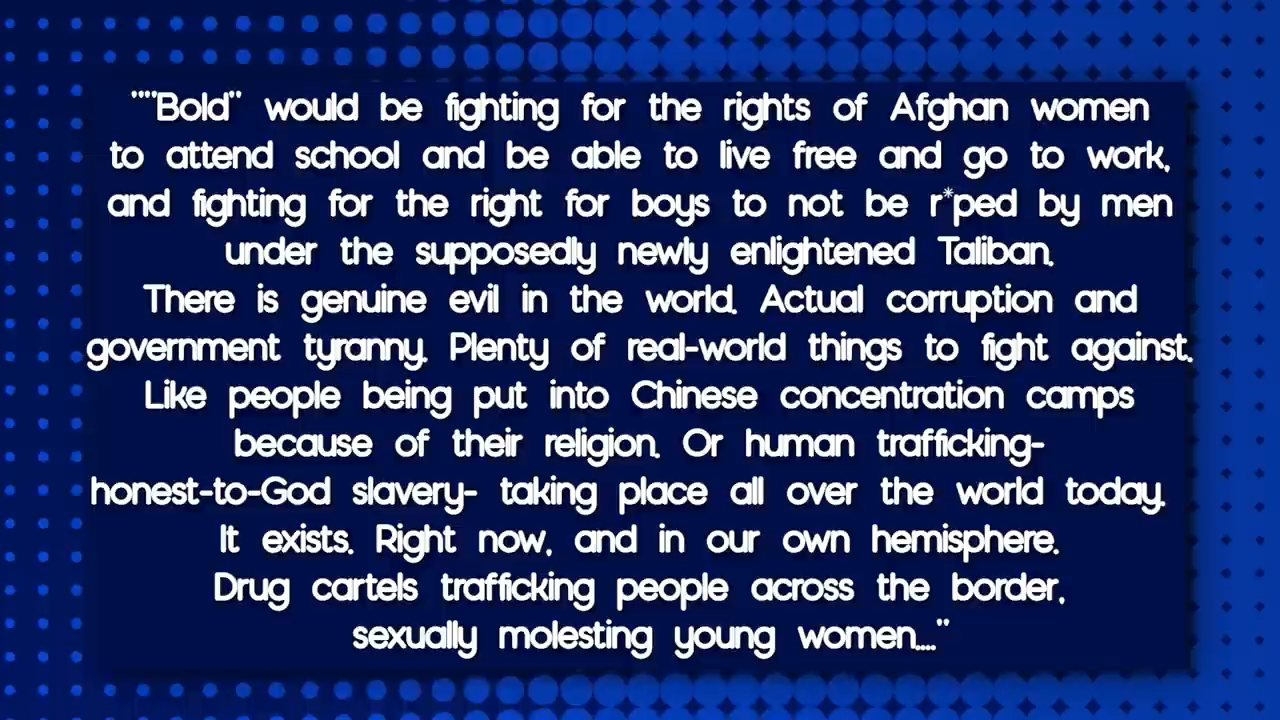 ""“Bold" would be fighting for the rights of Afghan women
to attend school and be able to live free and go to work,
and fighting for the right for boys to not be r*ped by men
under the supposedly newly enlightened Taliban.
There is genuine evil in the world. Actual corruption and
government tyranny. Plenty of real-world things to fight against.
Like people being put into Chinese concentration camps
because of their religion. Or human trafficking-
honest-to-God slavery- taking place all over the world today.
It exists. Right now, and in our own hemisphere.
Drug cartels trafficking people across the border,
sexually molesting young women...."